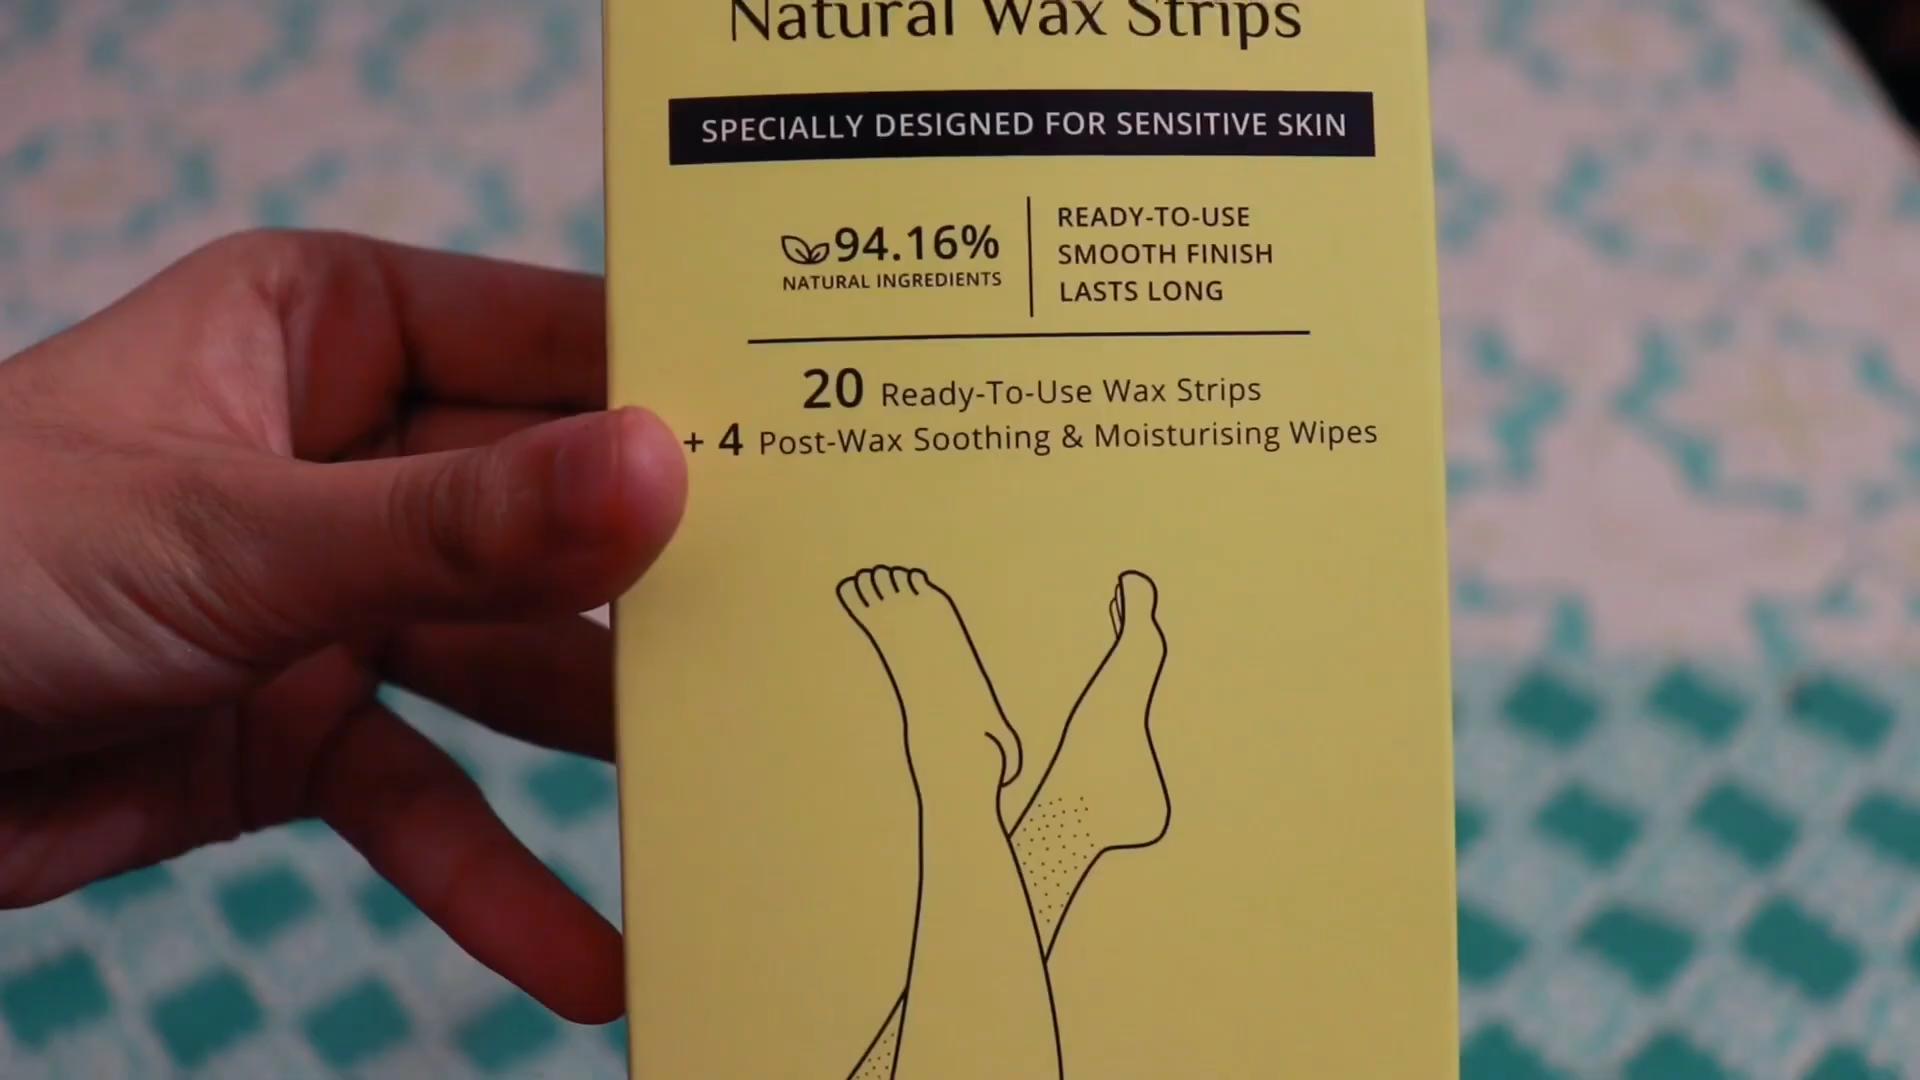 Natural Wax Strips
SPECIALLY DESIGNED FOR SENSITIVE SKIN
94.16%
NATURAL INGREDIENTS
READY-TO-USE
SMOOTH FINISH
LASTS LONG
20 Ready-To-Use Wax Strips
+ 4 Post-Wax Soothing & Moisturising Wipes